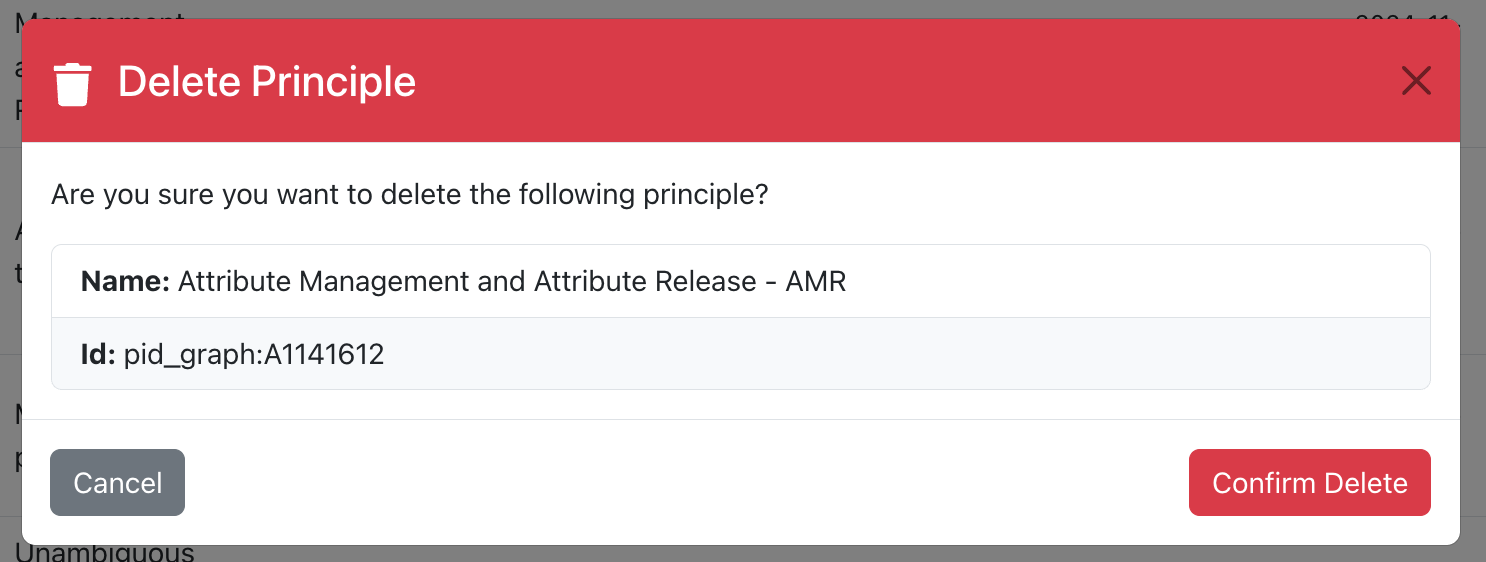 Management
Delete Principle
Are you sure you want to delete the following principle?
Name: Attribute Management and Attribute Release - AMR
Id: pid_graph:A1141612
Cancel
Confirm Delete
Unambiguous